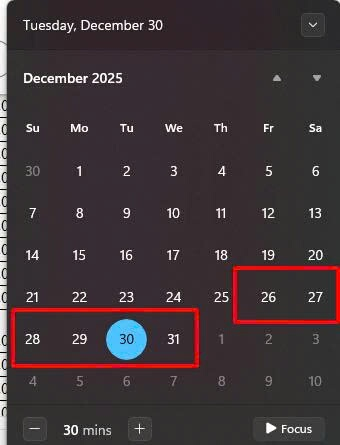 Tuesday, December 30
December 2025
Su Mo Tu We Th Fr Sa
30 1 2 3 4 5 6
7 8 9 10 11 12 13
14 15 16 17 18 19 20
21 22 23 24 25 26 27
28 29 30 31 1 2 3
4 5 6 7 8 9 10
30 mins Focus